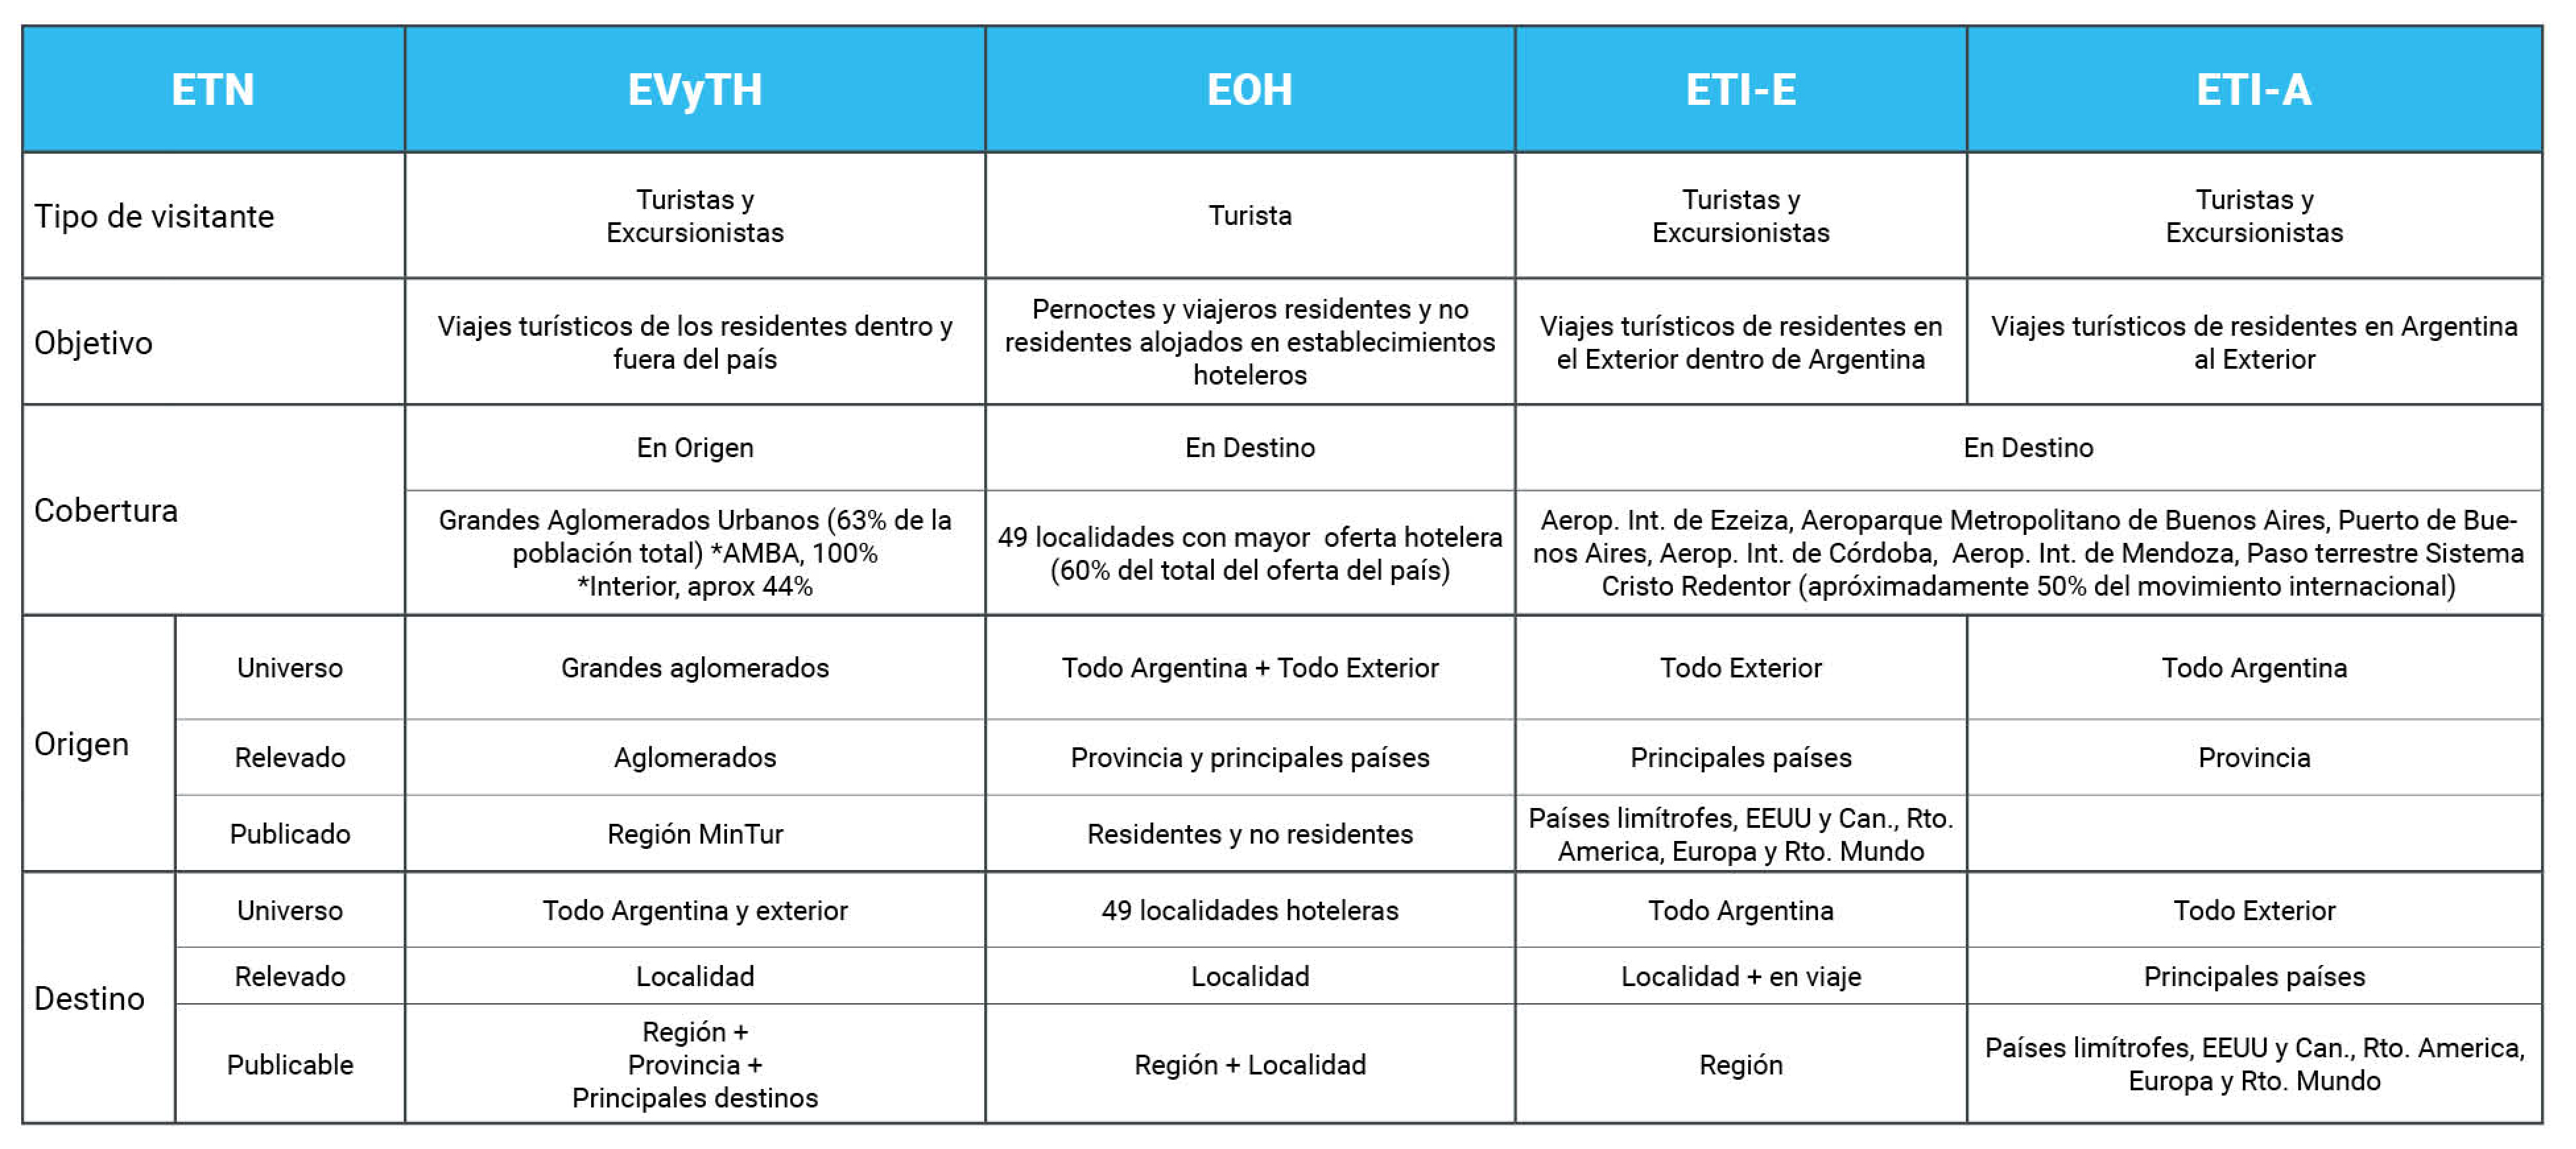 ETN
EVyTH
EOH
ETI-E
ETI-A
Tipo de visitante
Turistas y
Excursionistas
Turista
Turistas y
Excursionistas
Turistas y
Excursionistas
Objetivo
Viajes turísticos de los residentes dentro y
fuera del país
Pernoctes y viajeros residentes y no
residentes alojados en establecimientos
hoteleros
Viajes turísticos de residentes en
el Exterior dentro de Argentina
Viajes turísticos de residentes en Argentina
al Exterior
Cobertura
En Origen
En Destino
En Destino
Grandes Aglomerados Urbanos (63% de la
población total) *AMBA, 100%
*Interior, aprox 44%
49 localidades con mayor oferta hotelera
(60% del total del oferta del país)
Aerop. Int. de Ezeiza, Aeroparque Metropolitano de Buenos Aires, Puerto de Bue-
nos Aires, Aerop. Int. de Córdoba, Aerop. Int. de Mendoza, Paso terrestre Sistema
Cristo Redentor (apróximadamente 50% del movimiento internacional)
Origen
Universo
Grandes aglomerados
Todo Argentina + Todo Exterior
Todo Exterior
Todo Argentina
Relevado
Aglomerados
Provincia y principales países
Principales países
Provincia
Publicado
Región MinTur
Residentes y no residentes
Países limítrofes, EEUU y Can., Rto.
America, Europa y Rto. Mundo
Destino
Universo
Todo Argentina y exterior
49 localidades hoteleras
Todo Argentina
Todo Exterior
Relevado
Localidad
Localidad
Localidad + en viaje
Principales países
Publicable
Región +
Provincia +
Principales destinos
Región + Localidad
Región
Países limítrofes, EEUU y Can., Rto. America,
Europa y Rto. Mundo